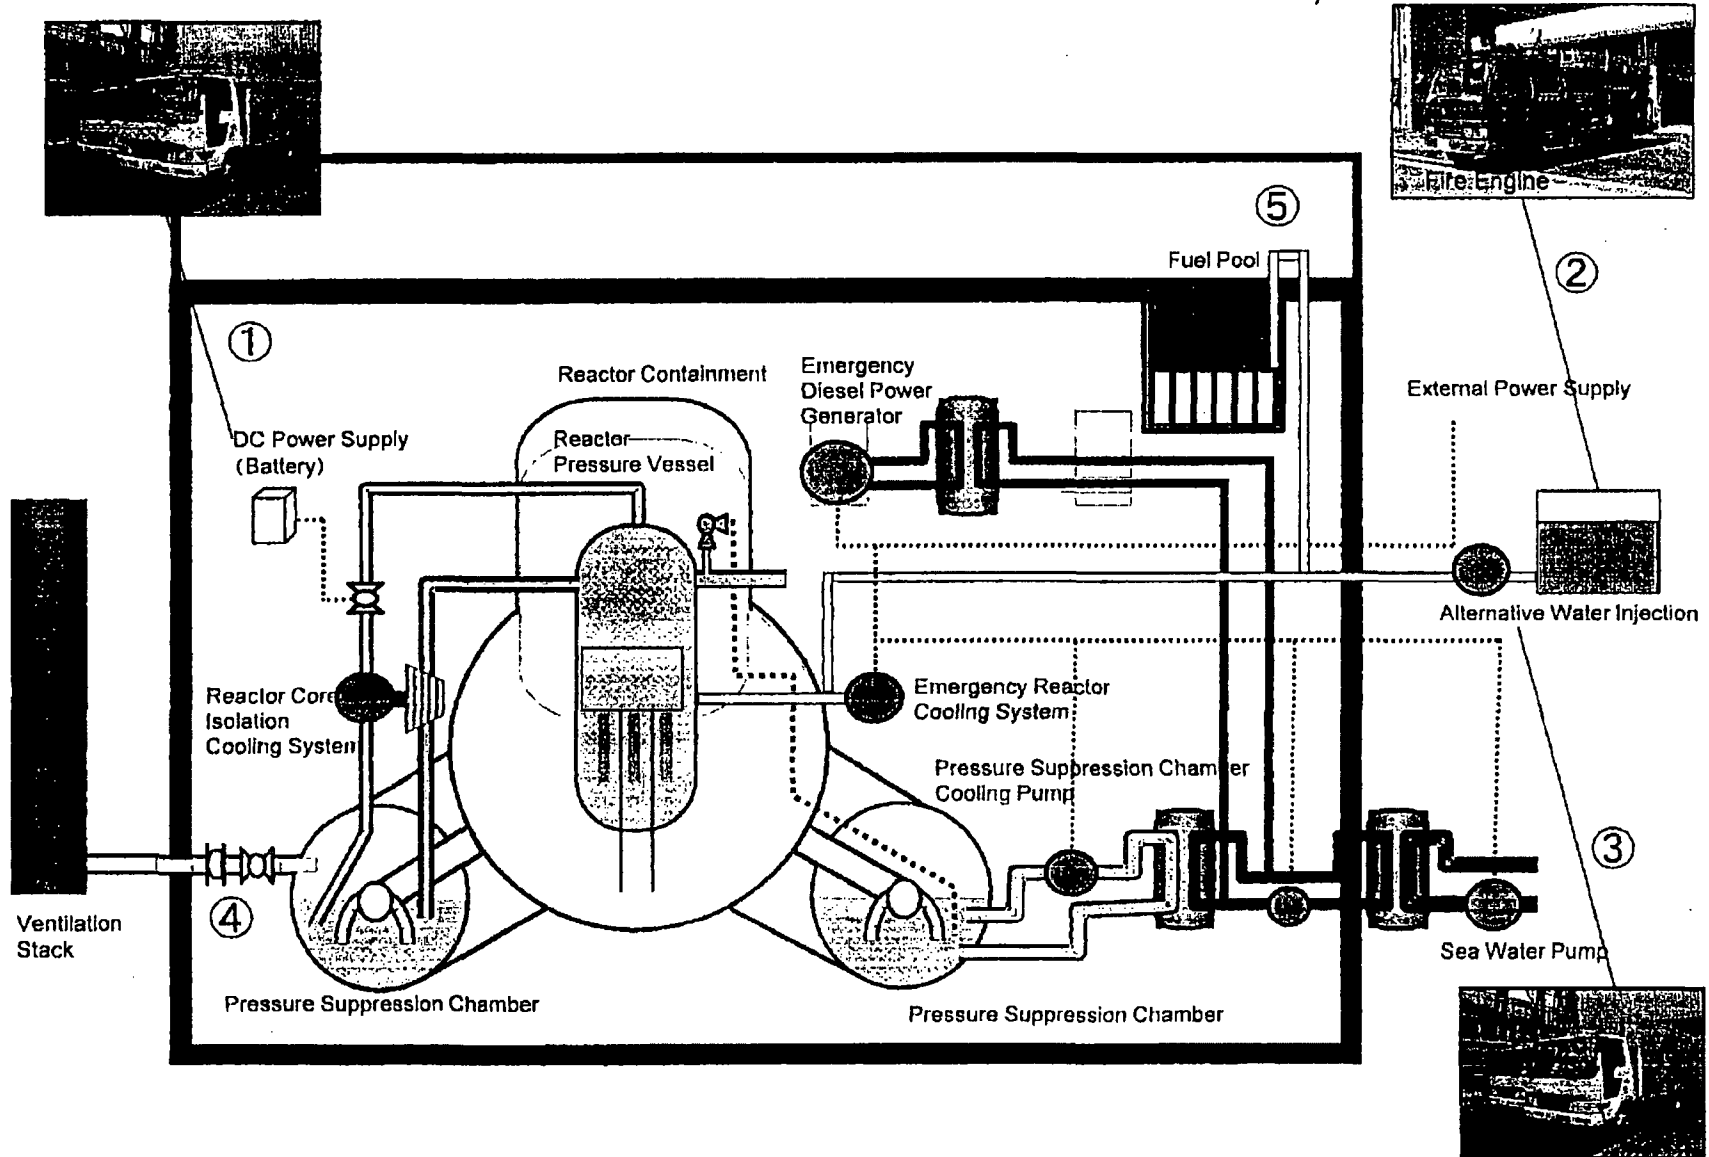 Fire Engine
⑤
Fuel Pool
②
①
Reactor Containment
Emergency
Diesel Power
Generator
External Power Supply
DC Power Supply
(Battery)
Reactor
Pressure Vessel
Alternative Water Injection
Reactor Core
Isolation
Cooling System
Emergency Reactor
Cooling System
Pressure Suppression Chamber
Cooling Pump
③
④
Ventilation
Stack
Sea Water Pump
Pressure Suppression Chamber
Pressure Suppression Chamber